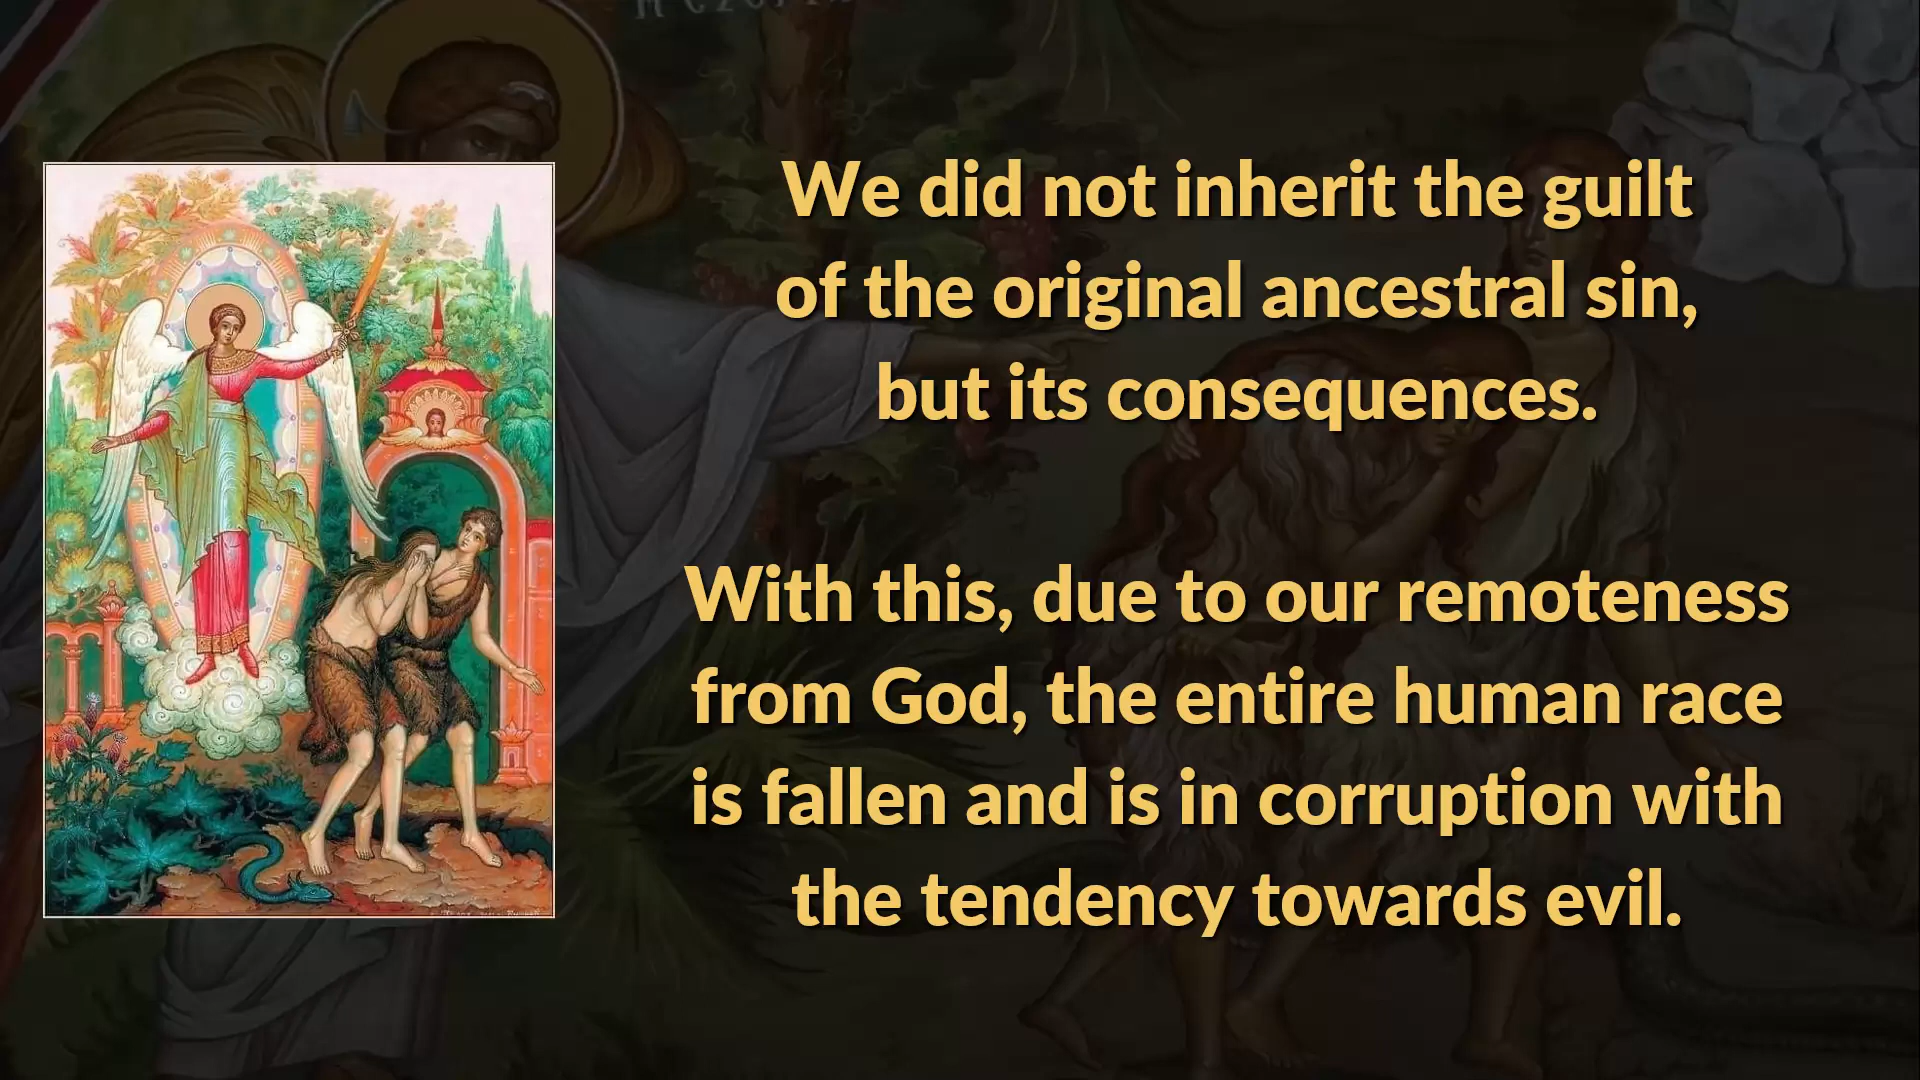 We did not inherit the guilt
of the original ancestral sin,
but its consequences.
With this, due to our remoteness
from God, the entire human race
is fallen and is in corruption with
the tendency towards evil.